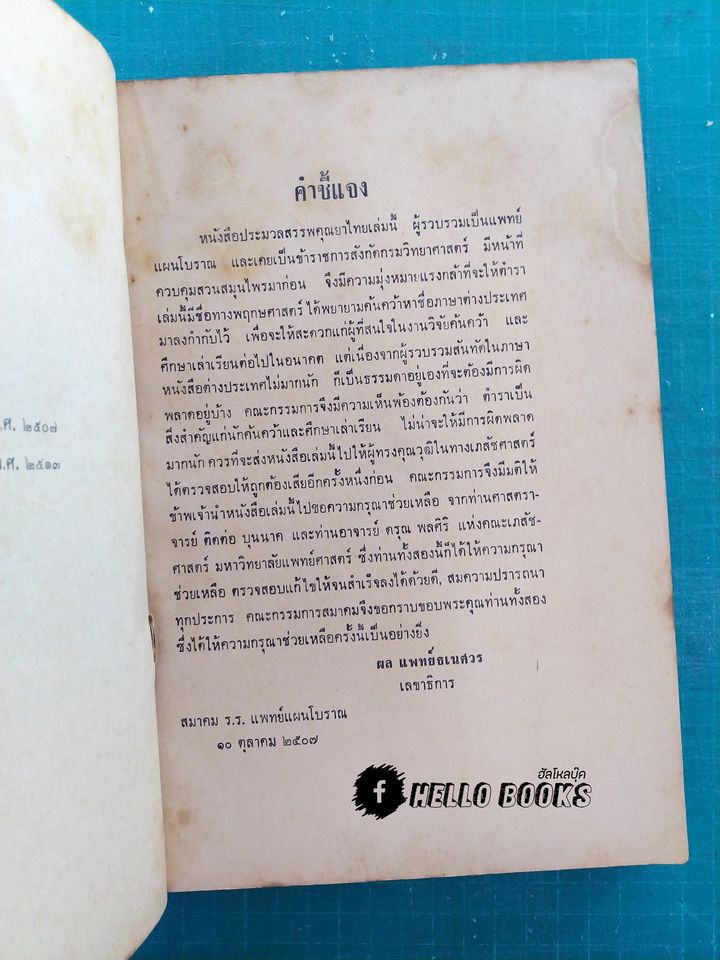 .ศ. ๒๕๐๗
.ศ. ๒๕๑๓
คำชี้แจง
หนังสือประมวลสรรพคุณยาไทยเล่มนี้ ผู้รวบรวมเป็นแพทย์
แผนโบราณ และเคยเป็นข้าราชการสังกัดกรมวิทยาศาสตร์ มีหน้าที่
ควบคุมสวนสมุนไพรมาก่อน จึงมีความมุ่งหมายแรงกล้าที่จะให้ตำรา
เล่มนี้มีชื่อทางพฤกษศาสตร์ ได้พยายามค้นคว้าหาชื่อภาษาต่างประเทศ
มาลงกำกับไว้ เพื่อจะให้สะดวกแก่ผู้ที่สนใจในงานวิจัยค้นคว้า และ
ศึกษาเล่าเรียนต่อไปในอนาคต แต่เนื่องจากผู้รวบรวมสันทัดในภาษา
หนังสือต่างประเทศไม่มากนัก ก็เป็นธรรมดาอยู่เองที่จะต้องมีการผิด
พลาดอยู่บ้าง คณะกรรมการจึงมีความเห็นพ้องต้องกันว่า ตำราเป็น
สิ่งสำคัญแก่นักค้นคว้าและศึกษาเล่าเรียน ไม่น่าจะให้มีการผิดพลาด
มากนัก ควรที่จะส่งหนังสือเล่มนี้ไปให้ผู้ทรงคุณวุฒิในทางเภสัชศาสตร์
ได้ตรวจสอบให้ถูกต้องเสียอีกครั้งหนึ่งก่อน คณะกรรมการจึงมีมติให้
ข้าพเจ้านำหนังสือเล่มนี้ไปขอความกรุณาช่วยเหลือ จากท่านศาสตรา-
จารย์ ติดต่อ บุนนาค และท่านอาจารย์ ดรุณ พลศิริ แห่งคณะเภสัช-
ศาสตร์ มหาวิทยาลัยแพทย์ศาสตร์ ซึ่งท่านทั้งสองนี้ก็ได้ให้ความกรุณา
ช่วยเหลือ ตรวจสอบแก้ไขให้จนสำเร็จลงได้ด้วยดี, สมความปรารถนา
ทุกประการ คณะกรรมการสมาคมจึงขอกราบขอบพระคุณท่านทั้งสอง
ซึ่งได้ให้ความกรุณาช่วยเหลือครั้งนี้เป็นอย่างยิ่ง
ผล แพทย์ธเนศวร
เลขาธิการ
สมาคม ร.ร. แพทย์แผนโบราณ
๑๐ ตุลาคม ๒๕๐๗
ฮัลโหลบุ๊ค
f HELLO BOOKS